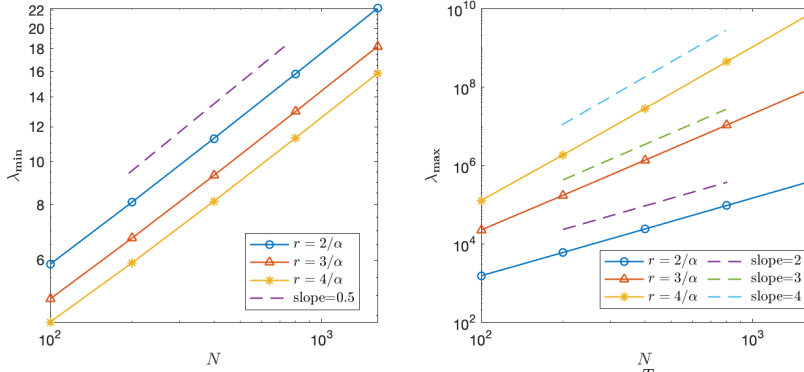 22
20
18
16
14
12
10
8
6
λmin
10²
10³
N
r = 2/α
r = 3/α
r = 4/α
slope=0.5
10¹⁰
10⁸
10⁶
10⁴
10²
λmax
10²
10³
N
r = 2/α slope=2
r = 3/α slope=3
r = 4/α slope=4